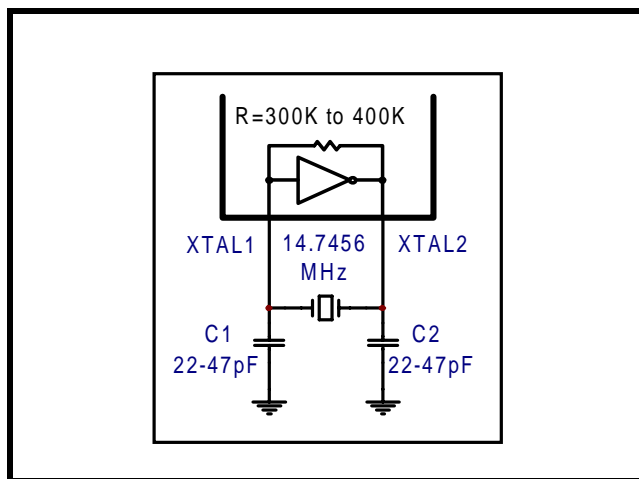 R=300K to 400K
XTAL1 14.7456 XTAL2
MHz
C1 C2
22-47pF 22-47pF